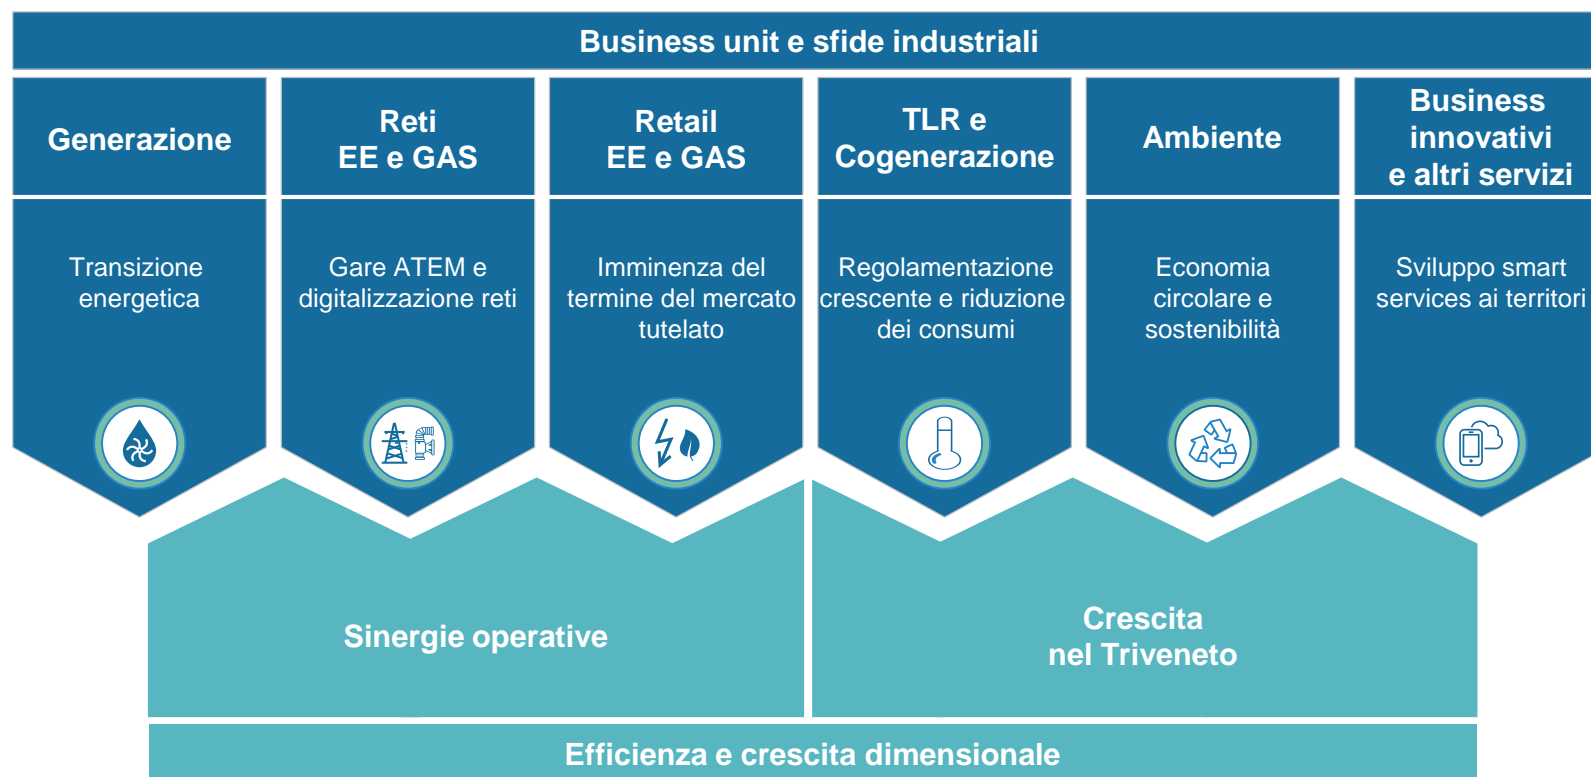 Business unit e sfide industriali
Generazione
Reti
EE e GAS
Retail
EE e GAS
TLR e
Cogenerazione
Ambiente
Business
innovativi
e altri servizi
Transizione
energetica
Gare ATEM e
digitalizzazione reti
Imminenza del
termine del mercato
tutelato
Regolamentazione
crescente e riduzione
dei consumi
Economia
circolare e
sostenibilità
Sviluppo smart
services ai territori
Sinergie operative
Crescita
nel Triveneto
Efficienza e crescita dimensionale